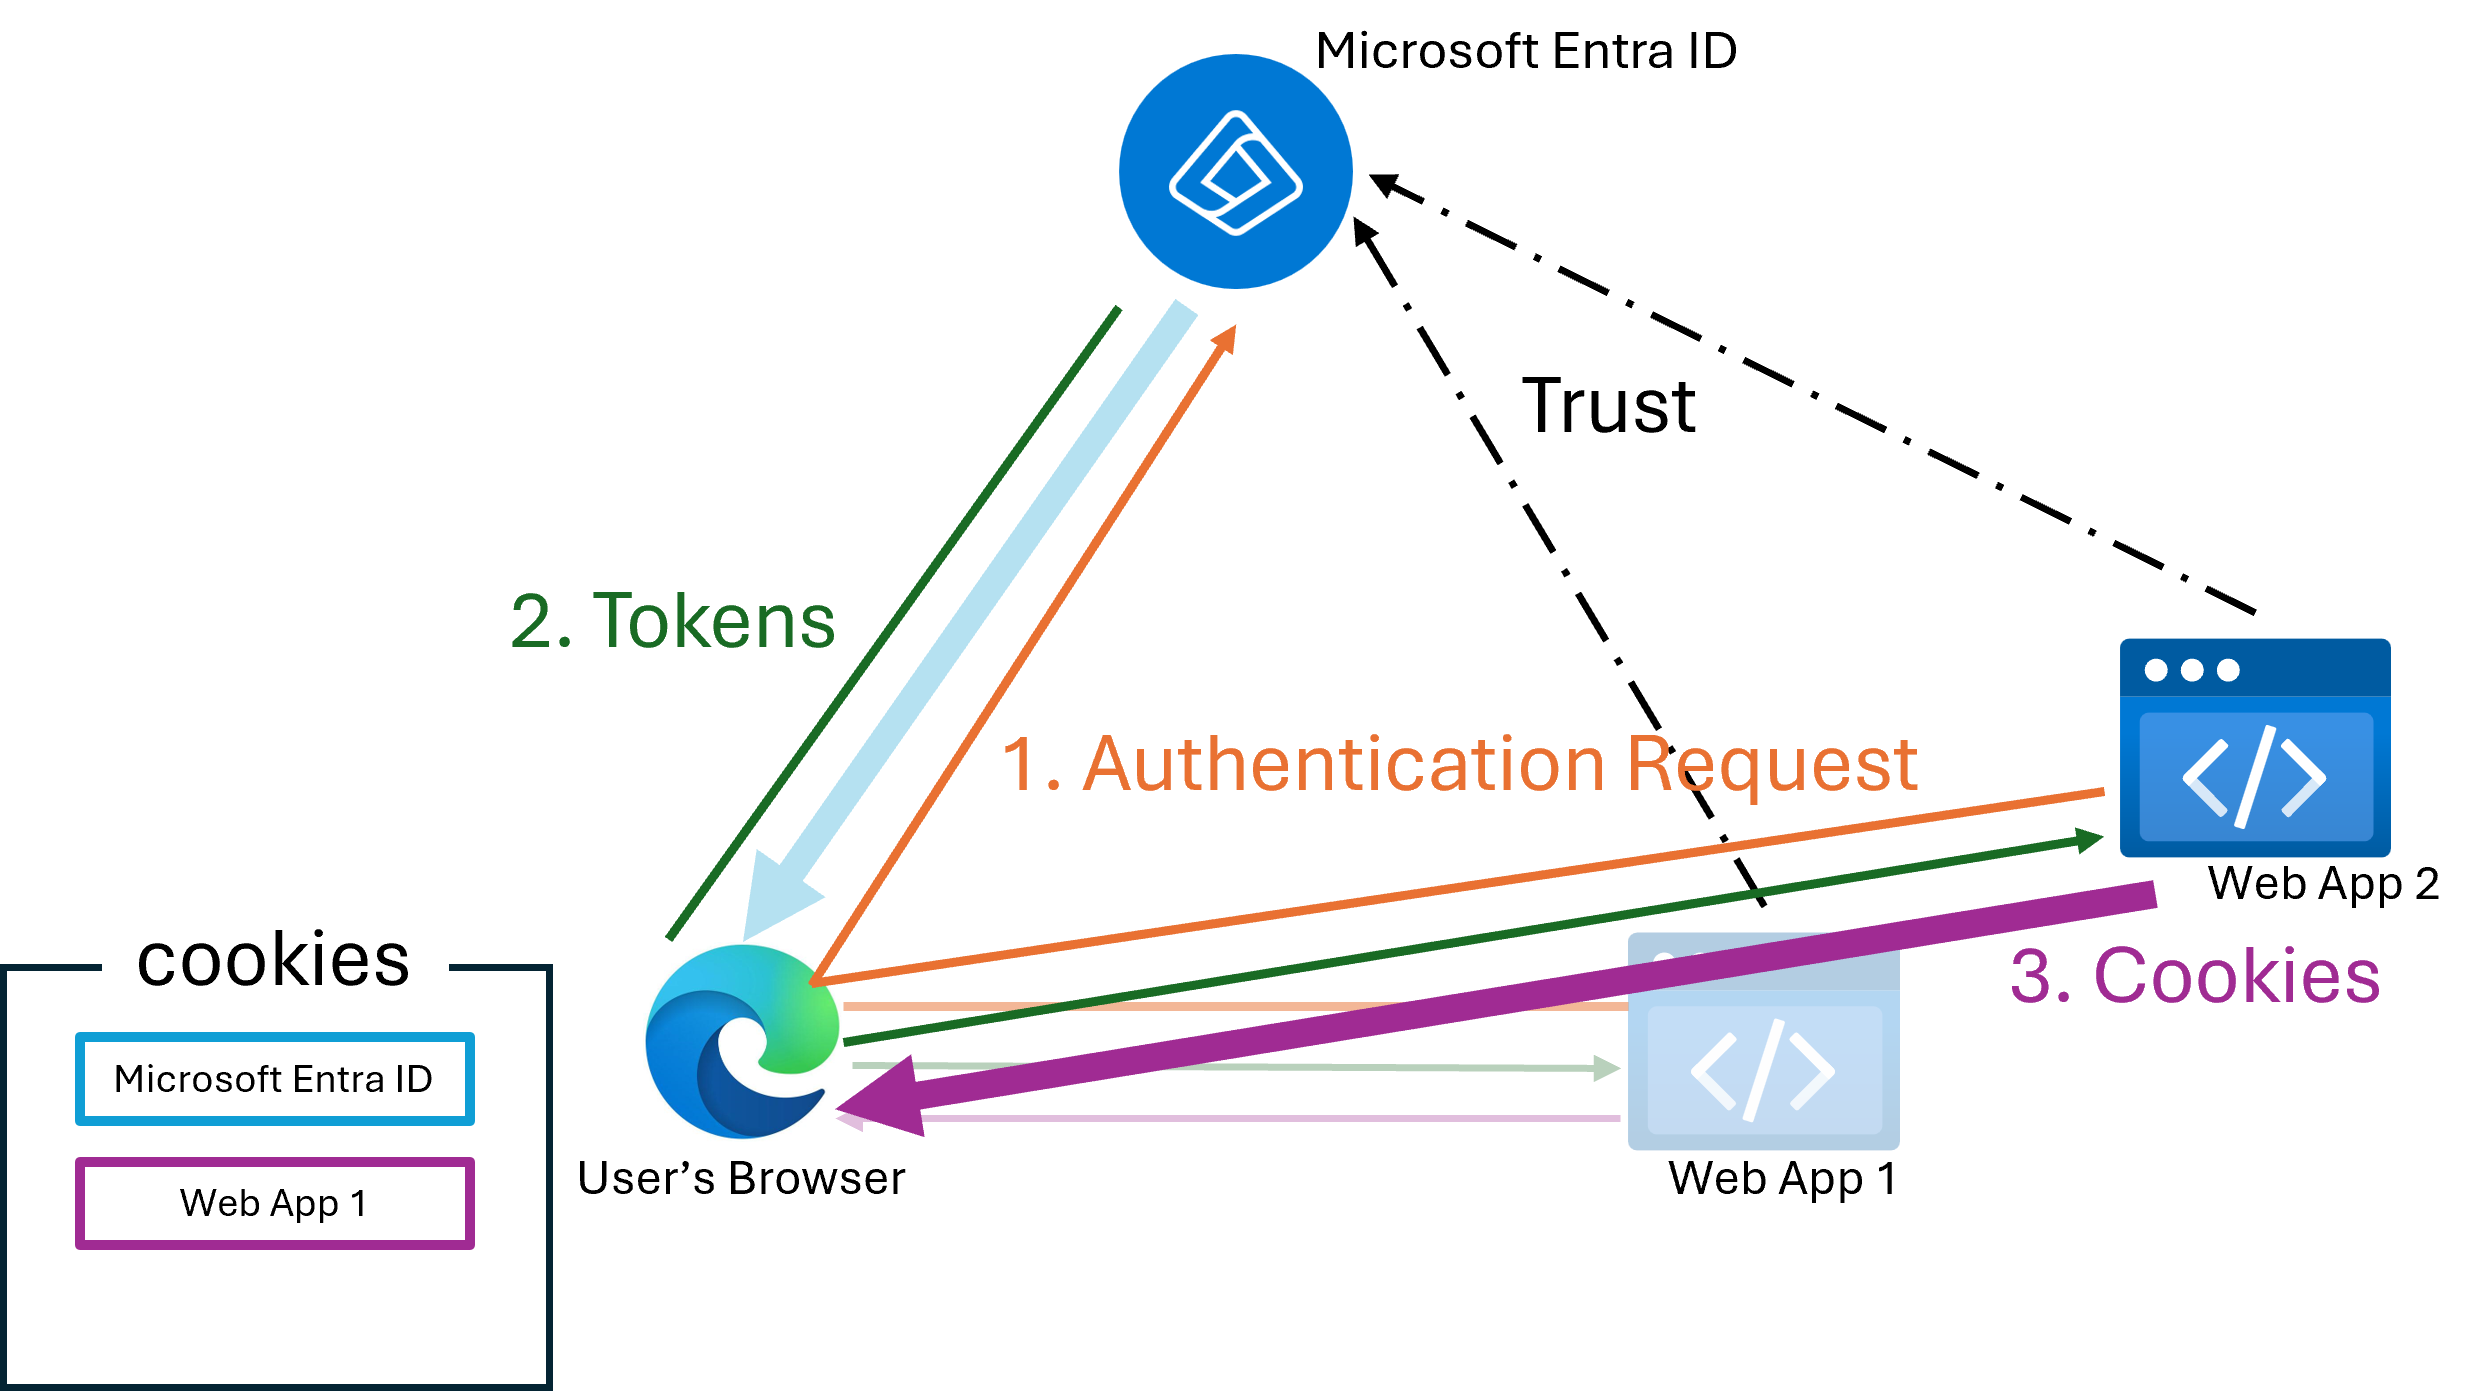 Microsoft Entra ID
Trust
2. Tokens
1. Authentication Request
Web App 2
cookies
3. Cookies
Microsoft Entra ID
Web App 1
User’s Browser
Web App 1